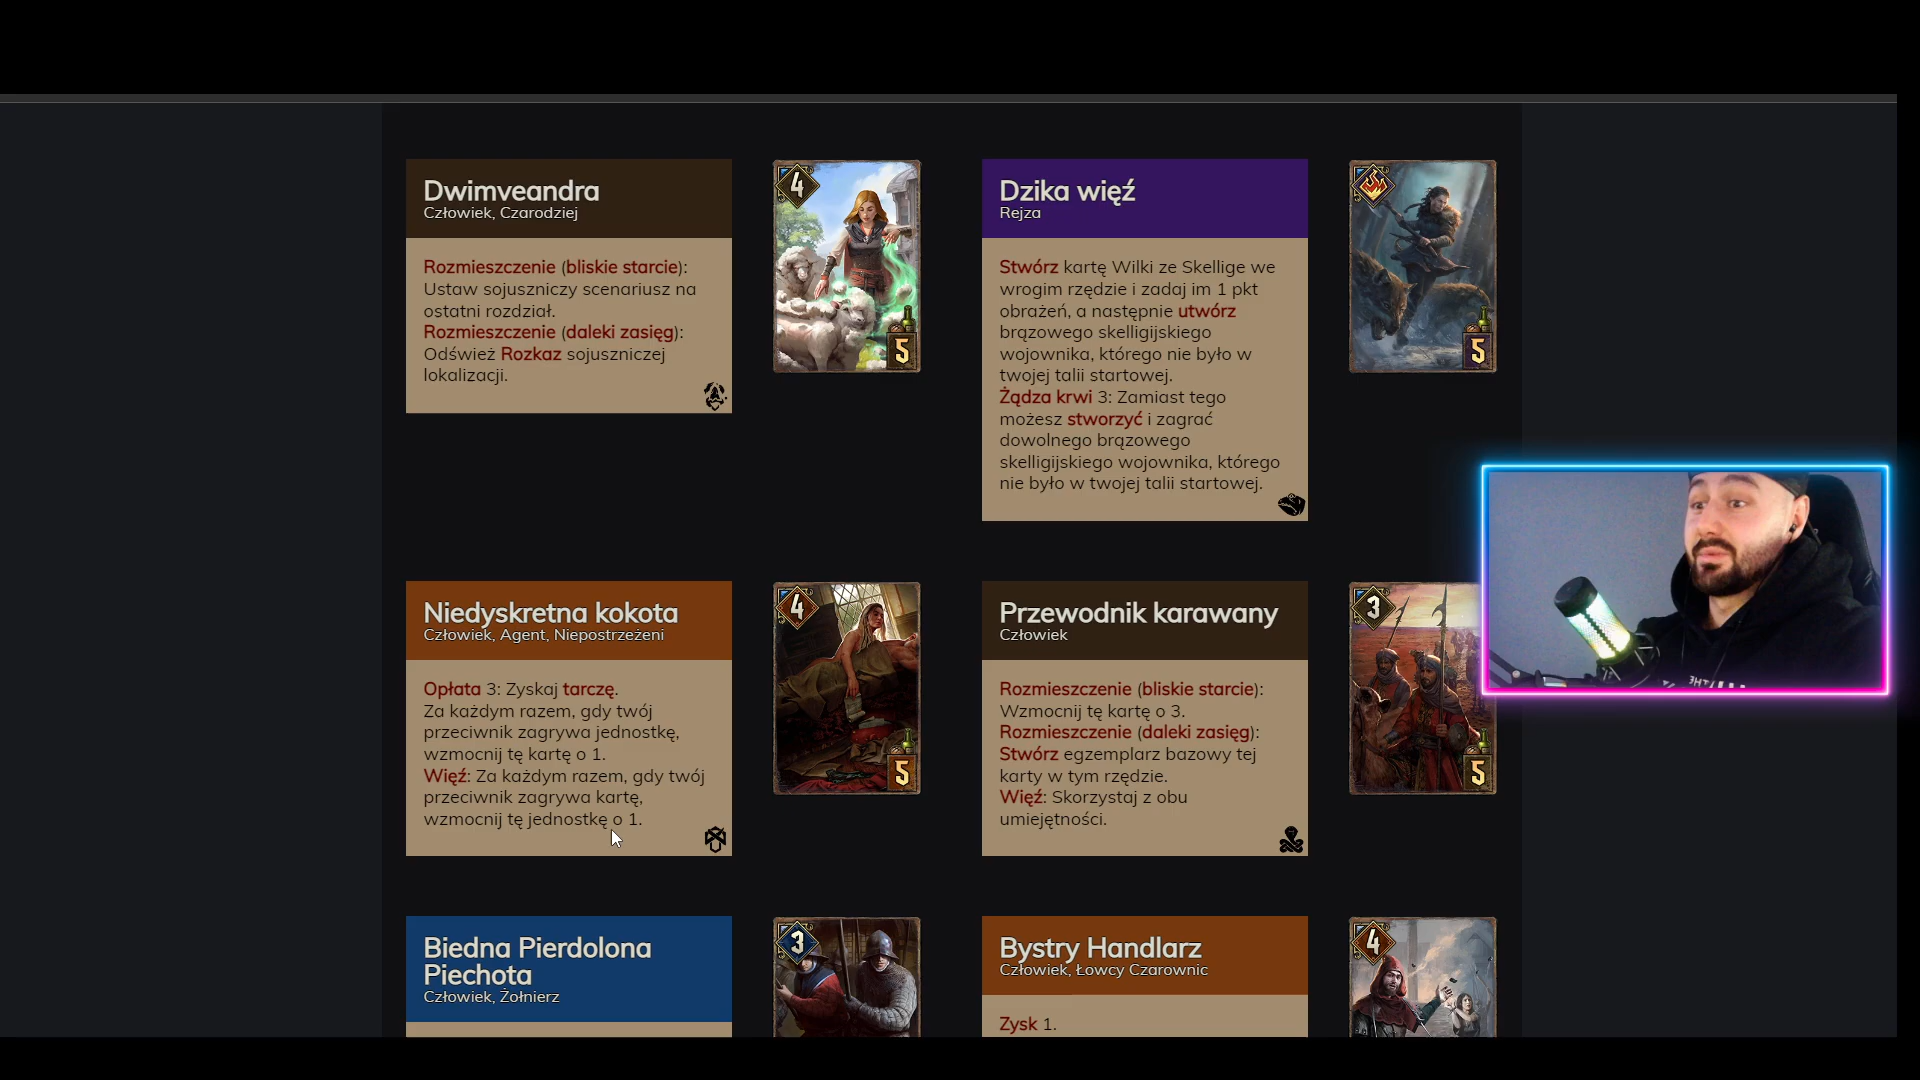 Dwimveandra
Człowiek, Czarodziej
Rozmieszczenie (bliskie starcie):
Ustaw sojuszniczy scenariusz na
ostatni rozdział.
Rozmieszczenie (daleki zasięg):
Odśwież Rozkaz sojuszniczej
lokalizacji.
4
5
Dzika więź
Rejza
Stwórz kartę Wilki ze Skellige we
wrogim rzędzie i zadaj im 1 pkt
obrażeń, a następnie utwórz
brązowego skelligijskiego
wojownika, którego nie było w
twojej talii startowej.
Żądza krwi 3: Zamiast tego
możesz stworzyć i zagrać
dowolnego brązowego
skelligijskiego wojownika, którego
nie było w twojej talii startowej.
5
Niedyskretna kokota
Człowiek, Agent, Niepostrzeżeni
Opłata 3: Zyskaj tarczę.
Za każdym razem, gdy twój
przeciwnik zagrywa jednostkę,
wzmocnij tę kartę o 1.
Więź: Za każdym razem, gdy twój
przeciwnik zagrywa kartę,
wzmocnij tę jednostkę o 1.
4
5
Przewodnik karawany
Człowiek
Rozmieszczenie (bliskie starcie):
Wzmocnij tę kartę o 3.
Rozmieszczenie (daleki zasięg):
Stwórz egzemplarz bazowy tej
karty w tym rzędzie.
Więź: Skorzystaj z obu
umiejętności.
3
5
Biedna Pierdolona
Piechota
Człowiek, Żołnierz
3
Bystry Handlarz
Człowiek, Łowcy Czarownic
Zysk 1.
4